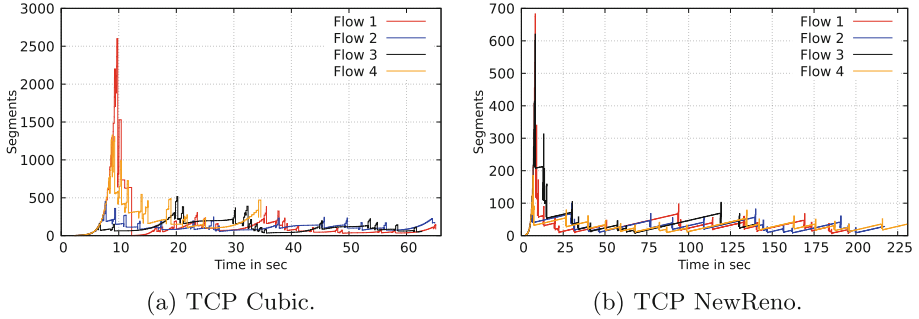 3000
2500
2000
1500
1000
500
0
Segments
0 10 20 30 40 50 60
Time in sec
Flow 1
Flow 2
Flow 3
Flow 4
(a) TCP Cubic.
700
600
500
400
300
200
100
0
Segments
0 25 50 75 100 125 150 175 200 225
Time in sec
Flow 1
Flow 2
Flow 3
Flow 4
(b) TCP NewReno.